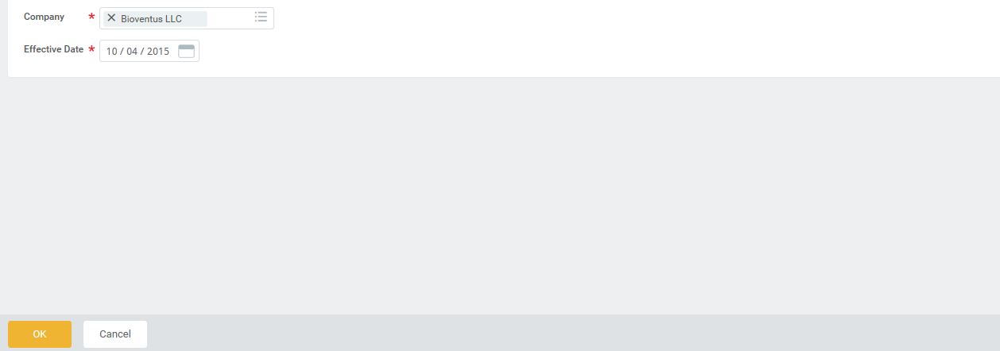 Company * Bioventus LLC
Effective Date * 10 / 04 / 2015
OK Cancel